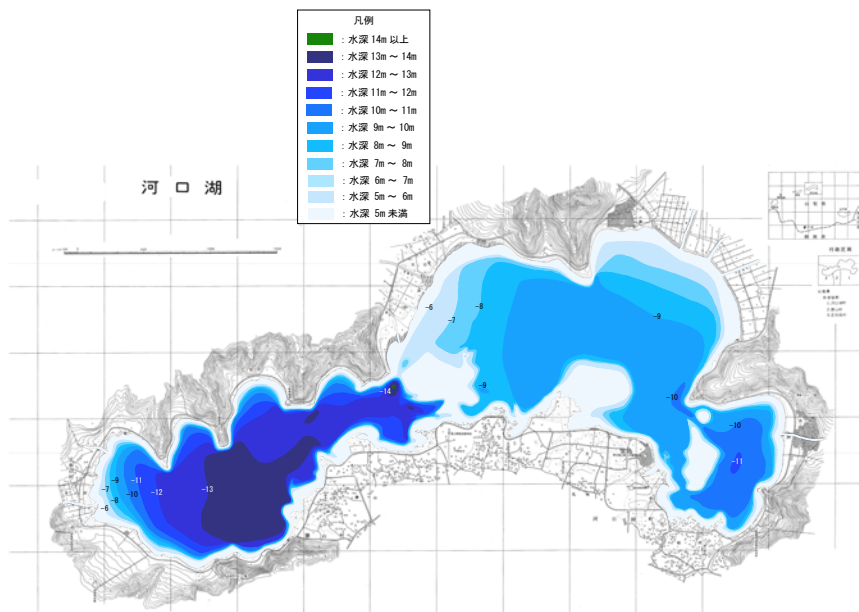 凡例
: 水深 14m 以上
: 水深 13m ～ 14m
: 水深 12m ～ 13m
: 水深 11m ～ 12m
: 水深 10m ～ 11m
: 水深 9m ～ 10m
: 水深 8m ～ 9m
: 水深 7m ～ 8m
: 水深 6m ～ 7m
: 水深 5m ～ 6m
: 水深 5m 未満
河口湖
-6
-7
-8
-9
-9
-14
-10
-10
-11
-9
-7
-8
-6
-11
-10
-12
-13